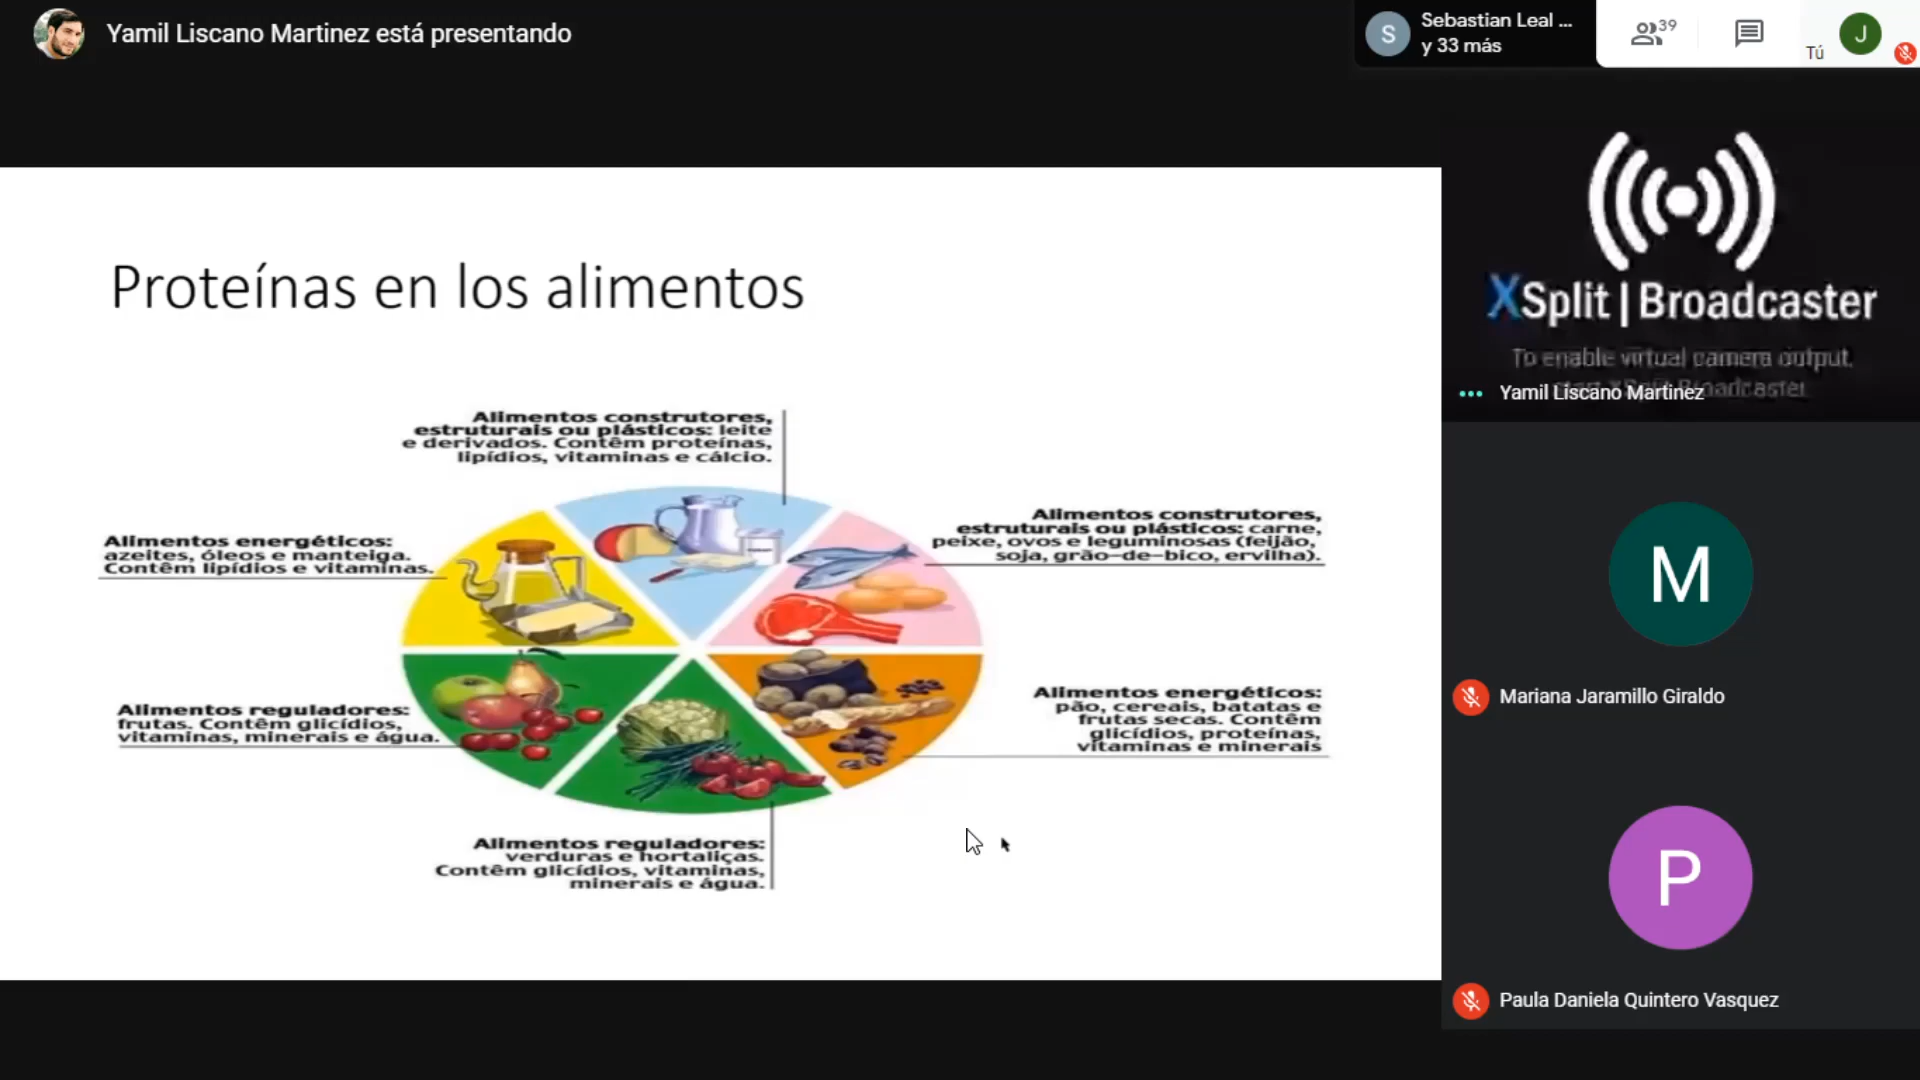 Yamil Liscano Martinez está presentando
S
Sebastian Leal ...
y 33 más
39
Tú
J
Proteínas en los alimentos
Alimentos construtores,
estruturais ou plásticos: leite
e derivados. Contêm proteínas,
lipídios, vitaminas e cálcio.
Alimentos construtores,
estruturais ou plásticos: carne,
peixe, ovos e leguminosas (feijão,
soja, grão-de-bico, ervilha).
Alimentos energéticos:
azeites, óleos e manteiga.
Contêm lipídios e vitaminas.
Alimentos reguladores:
frutas. Contêm glicídios,
vitaminas, minerais e água.
Alimentos energéticos:
pão, cereais, batatas e
frutas secas. Contêm
glicídios, proteínas,
vitaminas e minerais
Alimentos reguladores:
verduras e hortaliças.
Contêm glicídios, vitaminas,
minerais e água.
XSplit | Broadcaster
To enable virtual camera output,
Broadcaster
Yamil Liscano Martinez
M
Mariana Jaramillo Giraldo
P
Paula Daniela Quintero Vasquez